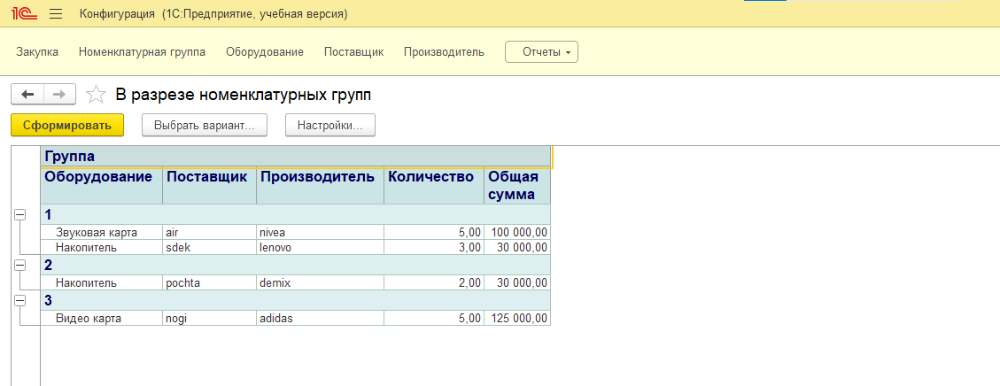 1С Конфигурация (1С:Предприятие, учебная версия)
Закупка Номенклатурная группа Оборудование Поставщик Производитель Отчеты
В разрезе номенклатурных групп
Сформировать Выбрать вариант... Настройки...
Группа
Оборудование Поставщик Производитель Количество Общая
сумма
1
Звуковая карта air nivea 5,00 100 000,00
Накопитель sdek lenovo 3,00 30 000,00
2
Накопитель pochta demix 2,00 30 000,00
3
Видео карта nogi adidas 5,00 125 000,00